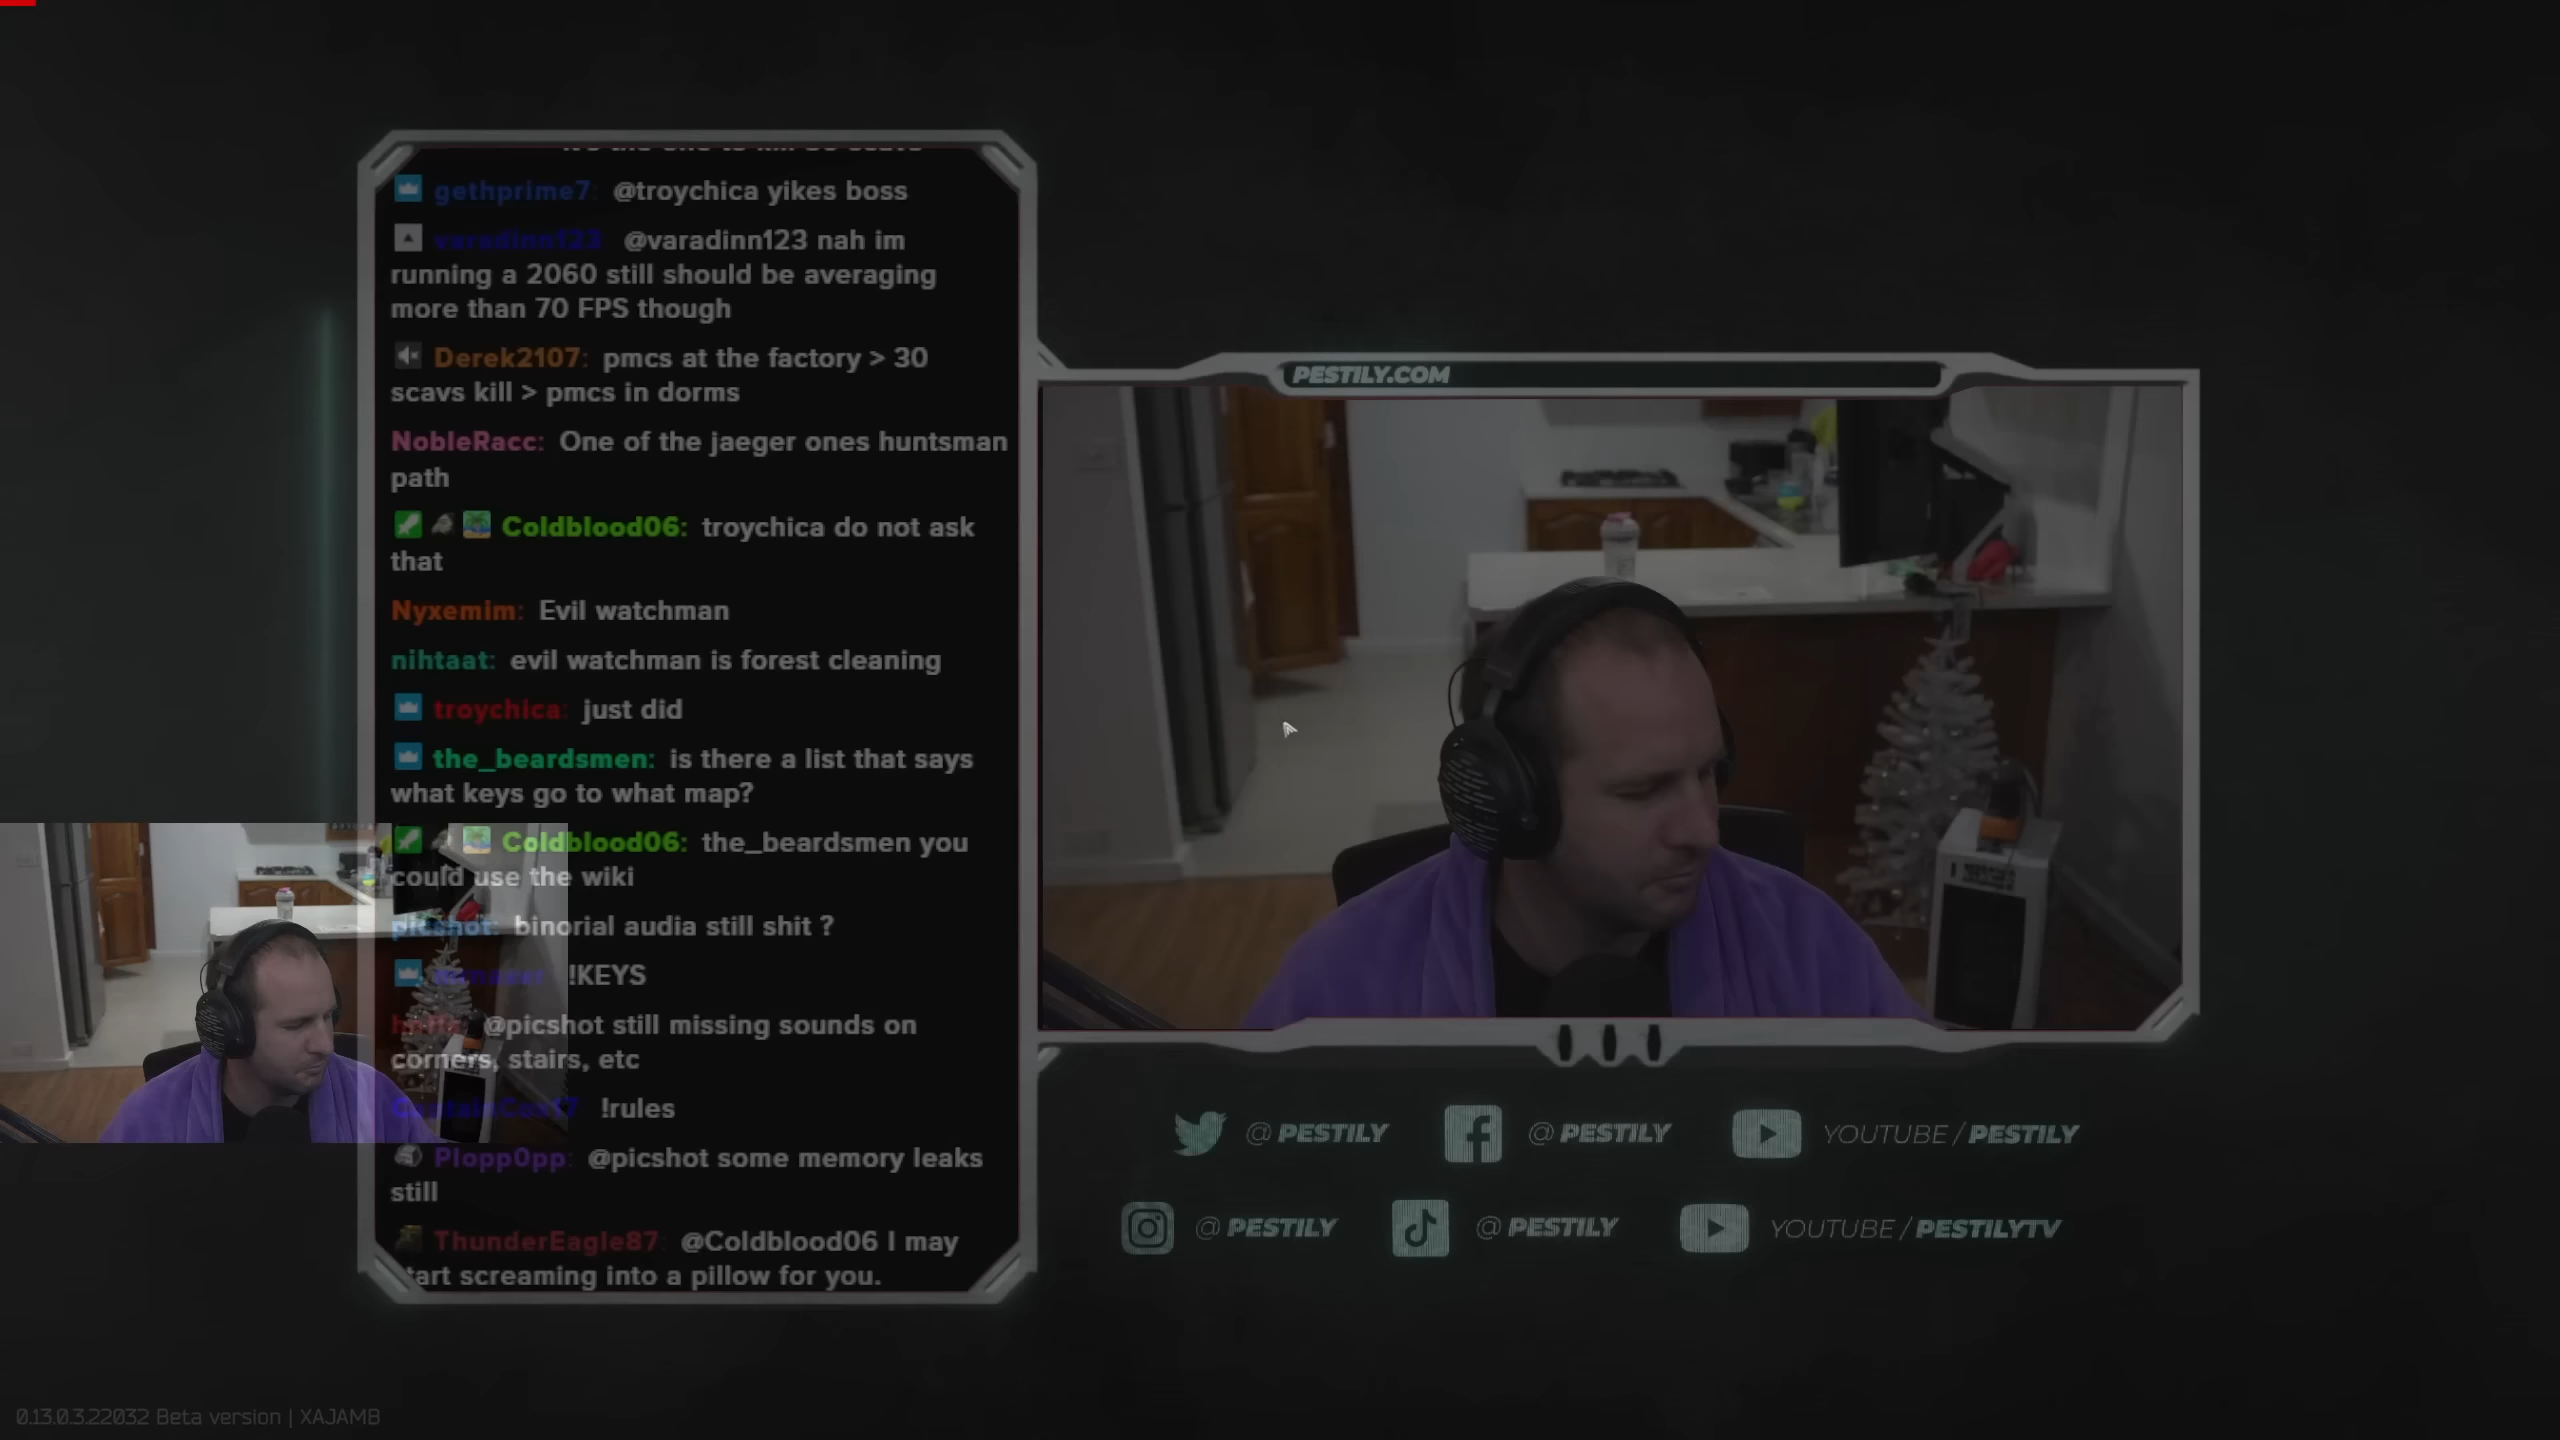 gethprime7: @troychica yikes boss
varadinn123 @varadinn123 nah im
running a 2060 still should be averaging
more than 70 FPS though
Derek2107: pmcs at the factory > 30
scavs kill > pmcs in dorms
NobleRacc: One of the jaeger ones huntsman
path
Coldblood06: troychica do not ask
that
Nyxemim: Evil watchman
nihtaat: evil watchman is forest cleaning
troychica: just did
the_beardsmen: is there a list that says
what keys go to what map?
Coldblood06: the_beardsmen you
could use the wiki
picshot: binorial audia still shit ?
!KEYS
@picshot still missing sounds on
corners, stairs, etc
CaptainCas17 !rules
Plopp0pp: @picshot some memory leaks
still
ThunderEagle87: @Coldblood06 I may
tart screaming into a pillow for you.
PESTILY.COM
@PESTILY @PESTILY YOUTUBE/PESTILY
@PESTILY @PESTILY YOUTUBE/PESTILYTV
0.13.0.3.22032 Beta version | XAJAMB